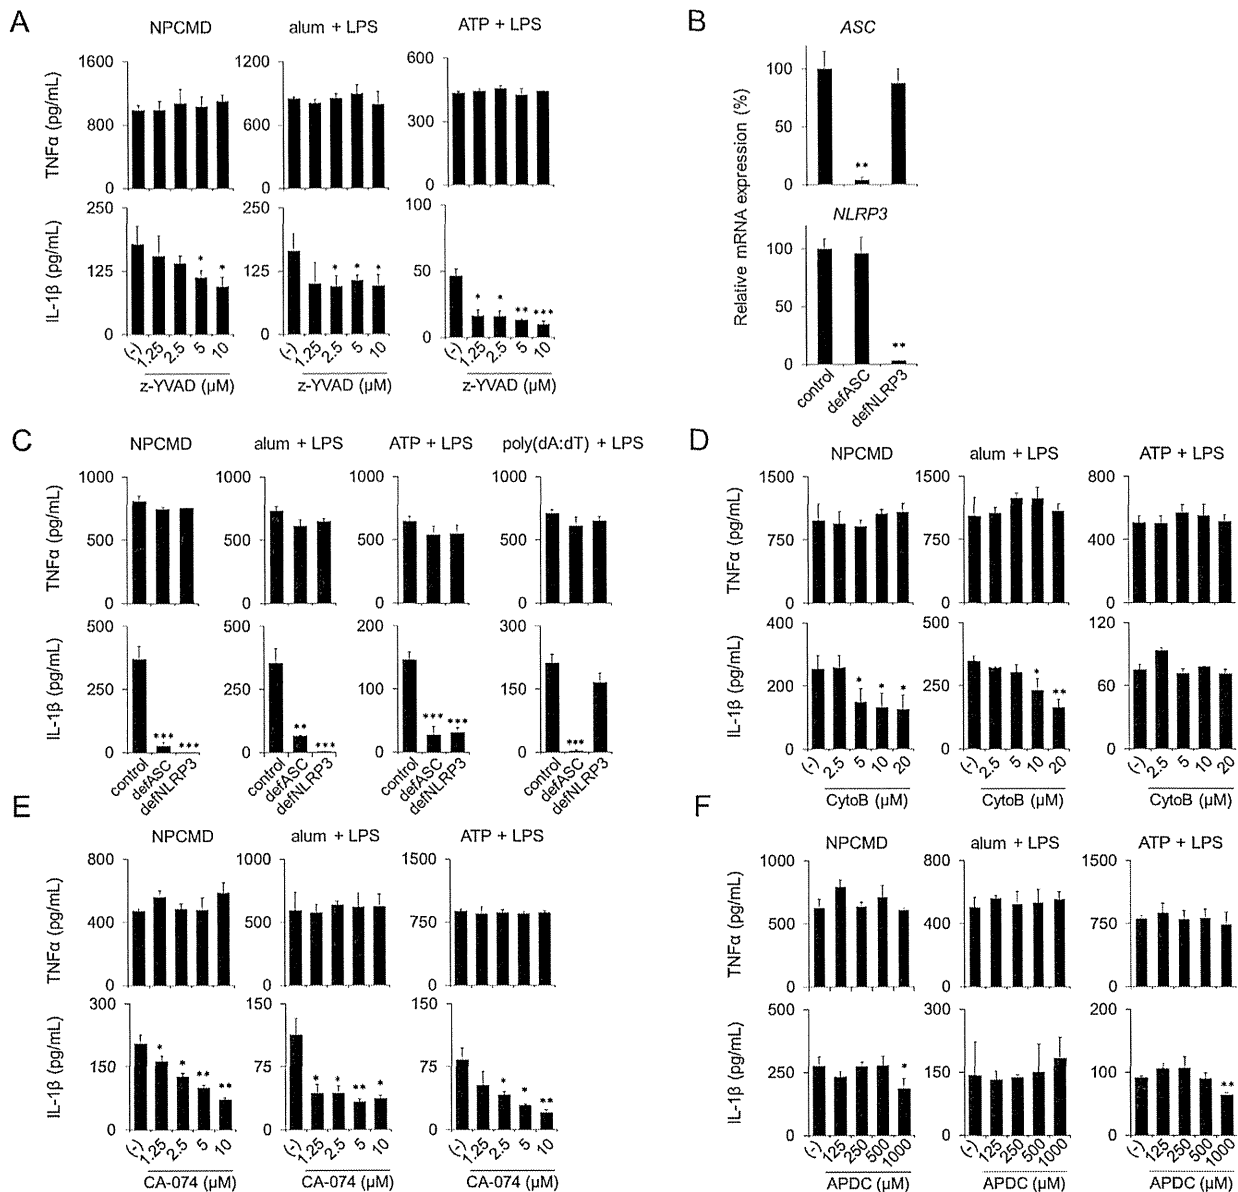 A
NPCMD
alum + LPS
ATP + LPS
TNFα (pg/mL)
1600
800
0
1200
600
0
600
400
200
0
IL-1β (pg/mL)
250
125
0
250
125
0
100
50
0
* *
* * *
* * ** ***
(-) 1.25 2.5 5 10
(-) 1.25 2.5 5 10
(-) 1.25 2.5 5 10
z-YVAD (µM)
z-YVAD (µM)
z-YVAD (µM)
B
ASC
Relative mRNA expression (%)
100
50
0
**
NLRP3
100
50
0
**
control defASC defNLRP3
C
NPCMD
alum + LPS
ATP + LPS
poly(dA:dT) + LPS
TNFα (pg/mL)
1000
500
0
1000
500
0
1000
500
0
1000
500
0
IL-1β (pg/mL)
500
250
0
500
250
0
200
100
0
300
150
0
*** ***
** ***
*** ***
***
control defASC defNLRP3
control defASC defNLRP3
control defASC defNLRP3
control defASC defNLRP3
D
NPCMD
alum + LPS
ATP + LPS
TNFα (pg/mL)
1500
750
0
1500
750
0
800
400
0
IL-1β (pg/mL)
400
200
0
500
250
0
120
60
0
* * *
* **
(-) 2.5 5 10 20
(-) 2.5 5 10 20
(-) 2.5 5 10 20
CytoB (µM)
CytoB (µM)
CytoB (µM)
E
NPCMD
alum + LPS
ATP + LPS
TNFα (pg/mL)
800
400
0
1000
500
0
1500
750
0
IL-1β (pg/mL)
300
150
0
150
75
0
150
75
0
* * ** **
* * ** *
* * **
(-) 1.25 2.5 5 10
(-) 1.25 2.5 5 10
(-) 1.25 2.5 5 10
CA-074 (µM)
CA-074 (µM)
CA-074 (µM)
F
NPCMD
alum + LPS
ATP + LPS
TNFα (pg/mL)
1000
500
0
800
400
0
1500
750
0
IL-1β (pg/mL)
500
250
0
300
150
0
200
100
0
*
**
(-) 125 250 500 1000
(-) 125 250 500 1000
(-) 125 250 500 1000
APDC (µM)
APDC (µM)
APDC (µM)